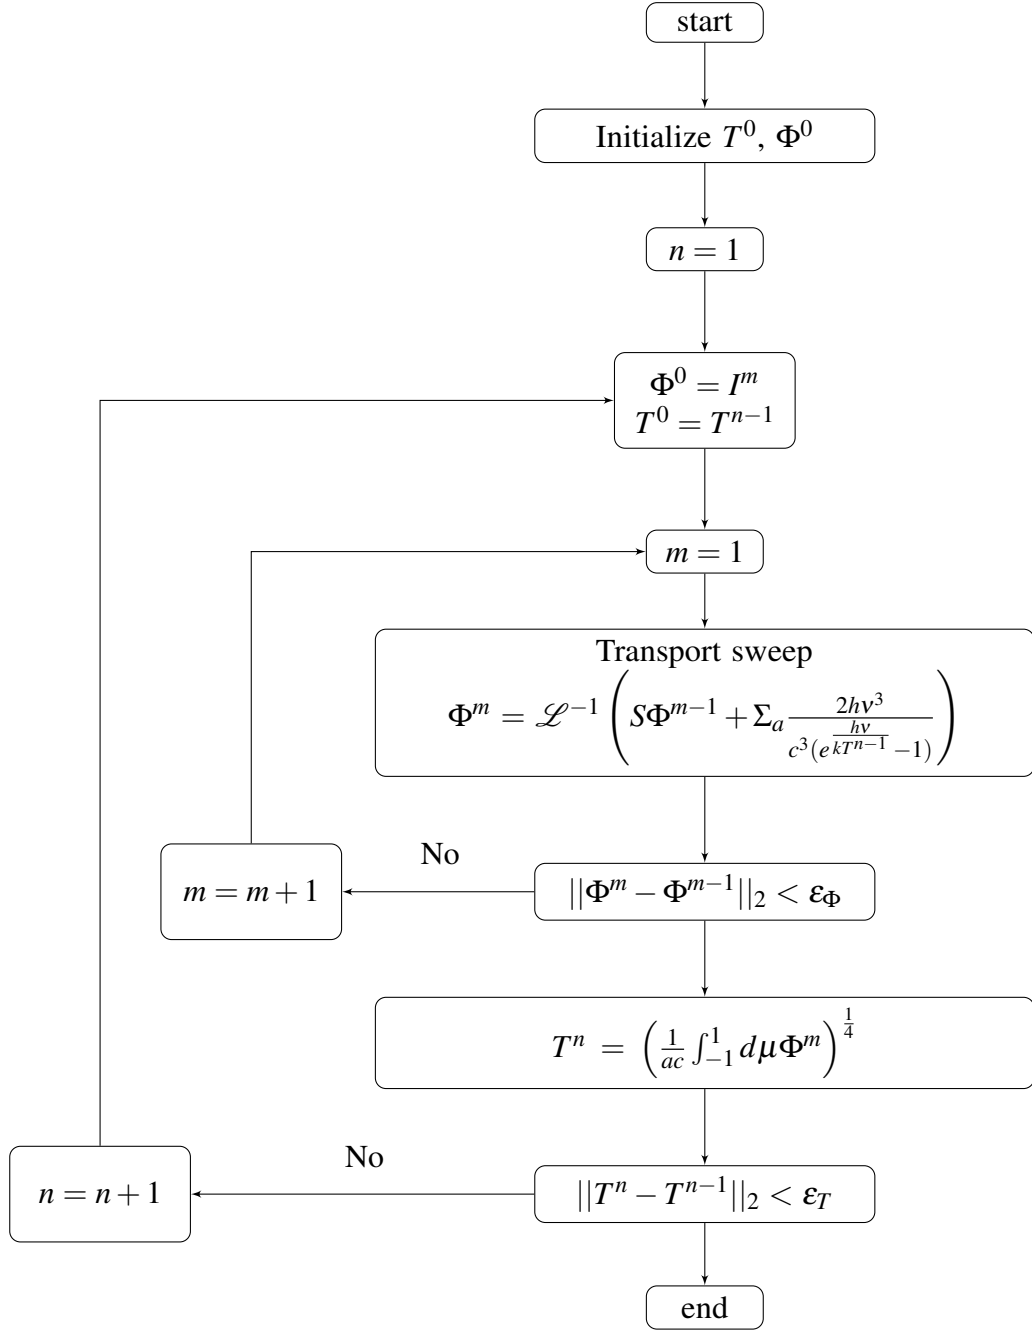 start
Initialize T^0, Φ^0
n = 1
Φ^0 = I^m
T^0 = T^{n−1}
m = 1
Transport sweep
Φ^m = ℒ^{−1} ( SΦ^{m−1} + Σ_a \frac{2hν^3}{c^3(e^{\frac{hν}{kT^{n−1}}} −1)} )
No
m = m + 1
||Φ^m − Φ^{m−1}||_2 < ε_Φ
T^n = ( \frac{1}{ac} ∫_{−1}^{1} dμΦ^m )^{\frac{1}{4}}
No
n = n + 1
||T^n − T^{n−1}||_2 < ε_T
end